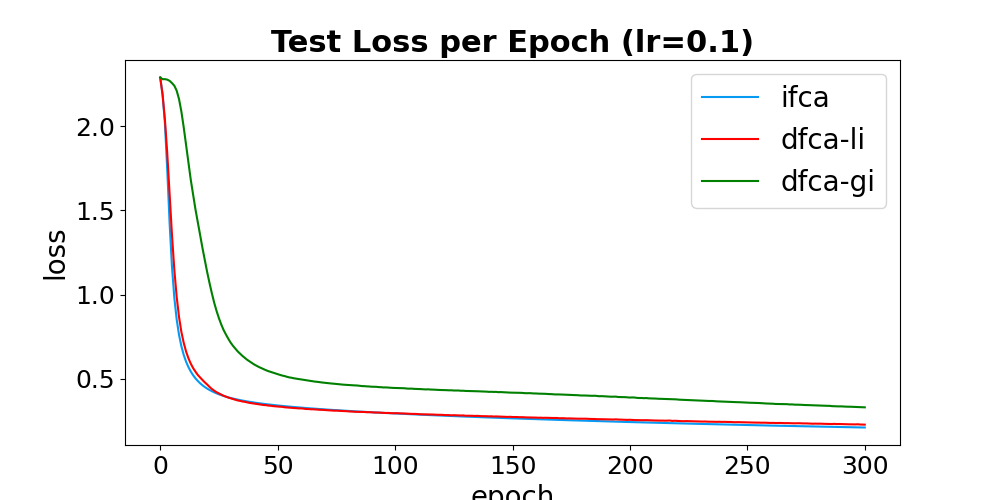 Test Loss per Epoch (lr=0.1)
ifca
dfca-li
dfca-gi
loss
2.0
1.5
1.0
0.5
0 50 100 150 200 250 300
epoch